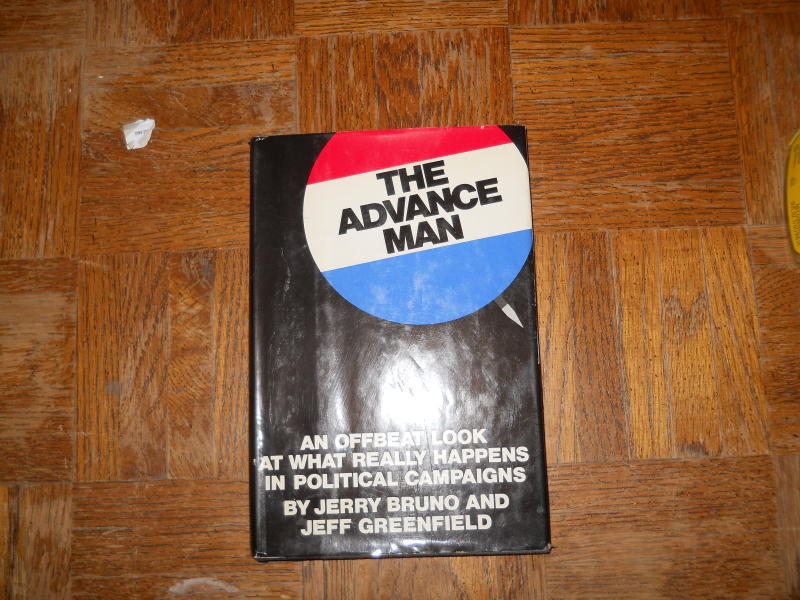 THE
ADVANCE
MAN
AN OFFBEAT LOOK
AT WHAT REALLY HAPPENS
IN POLITICAL CAMPAIGNS
BY JERRY BRUNO AND
JEFF GREENFIELD